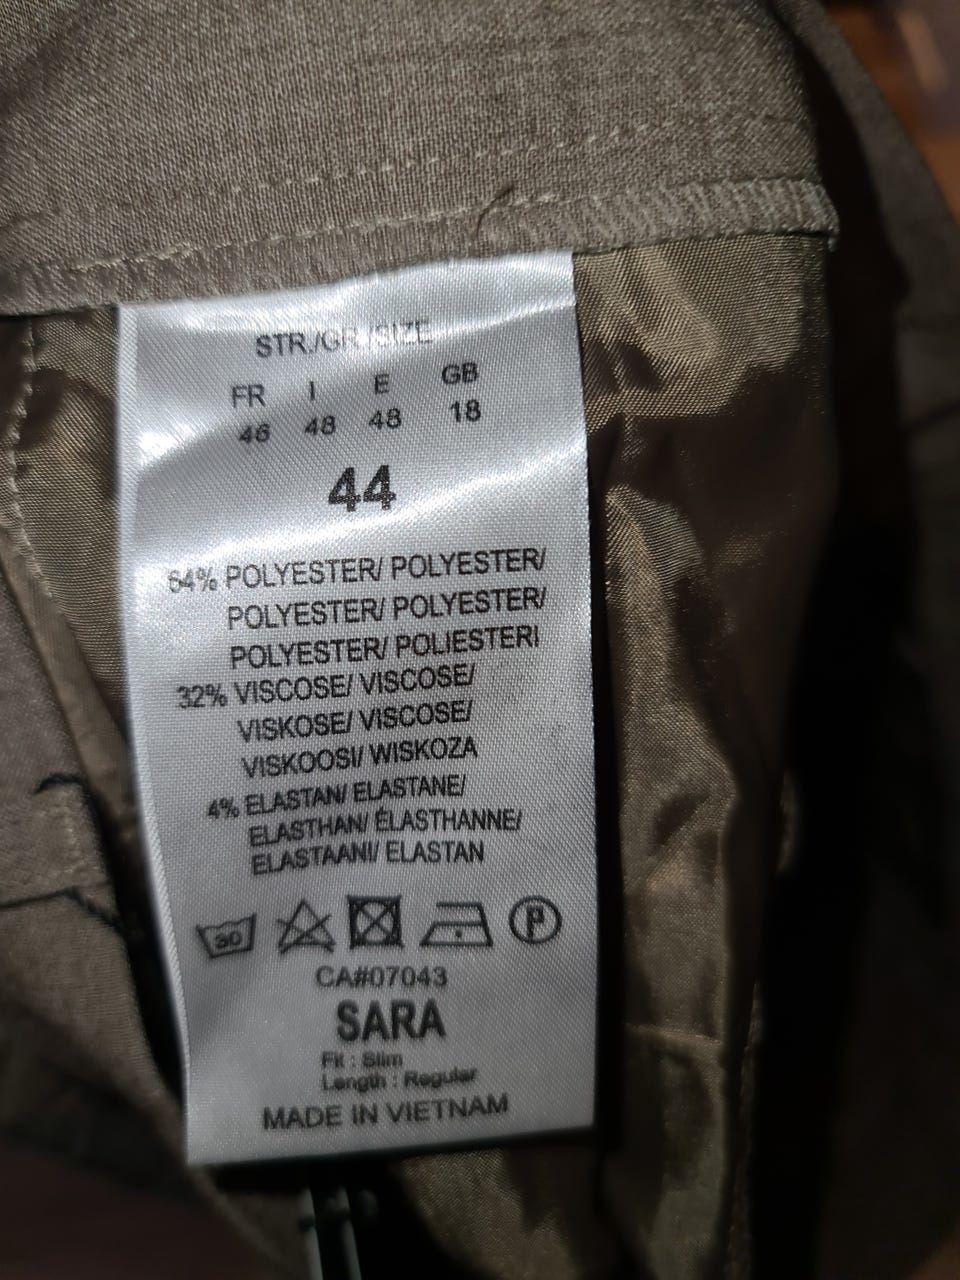 STR./GR./SIZE
FR I E GB
46 48 48 18
44
64% POLYESTER/ POLYESTER/
POLYESTER/ POLYESTER/
POLYESTER/ POLIESTERI
32% VISCOSE/ VISCOSE/
VISKOSE/ VISCOSE/
VISKOOSI/ WISKOZA
4% ELASTAN/ ELASTANE/
ELASTHAN/ ÉLASTHANNE/
ELASTAANI/ ELASTAN
30 P
CA#07043
SARA
Fit : Slim
Length : Regular
MADE IN VIETNAM